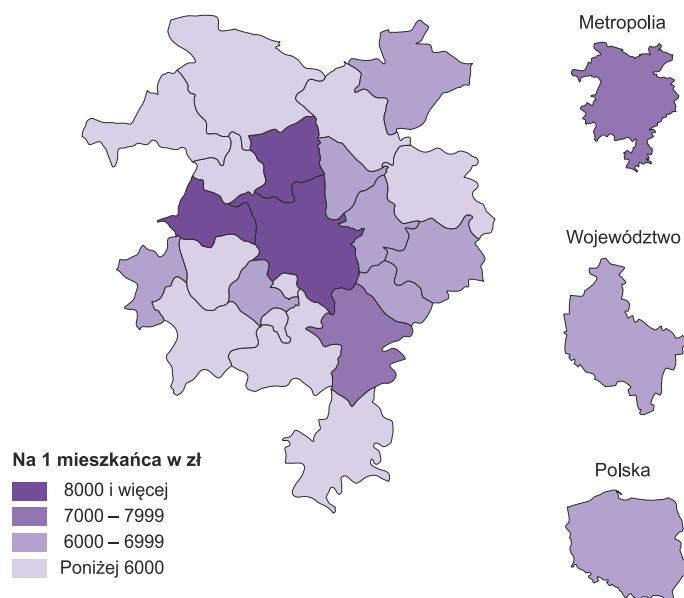 Metropolia
Województwo
Polska
Na 1 mieszkańca w zł
8000 i więcej
7000 – 7999
6000 – 6999
Poniżej 6000